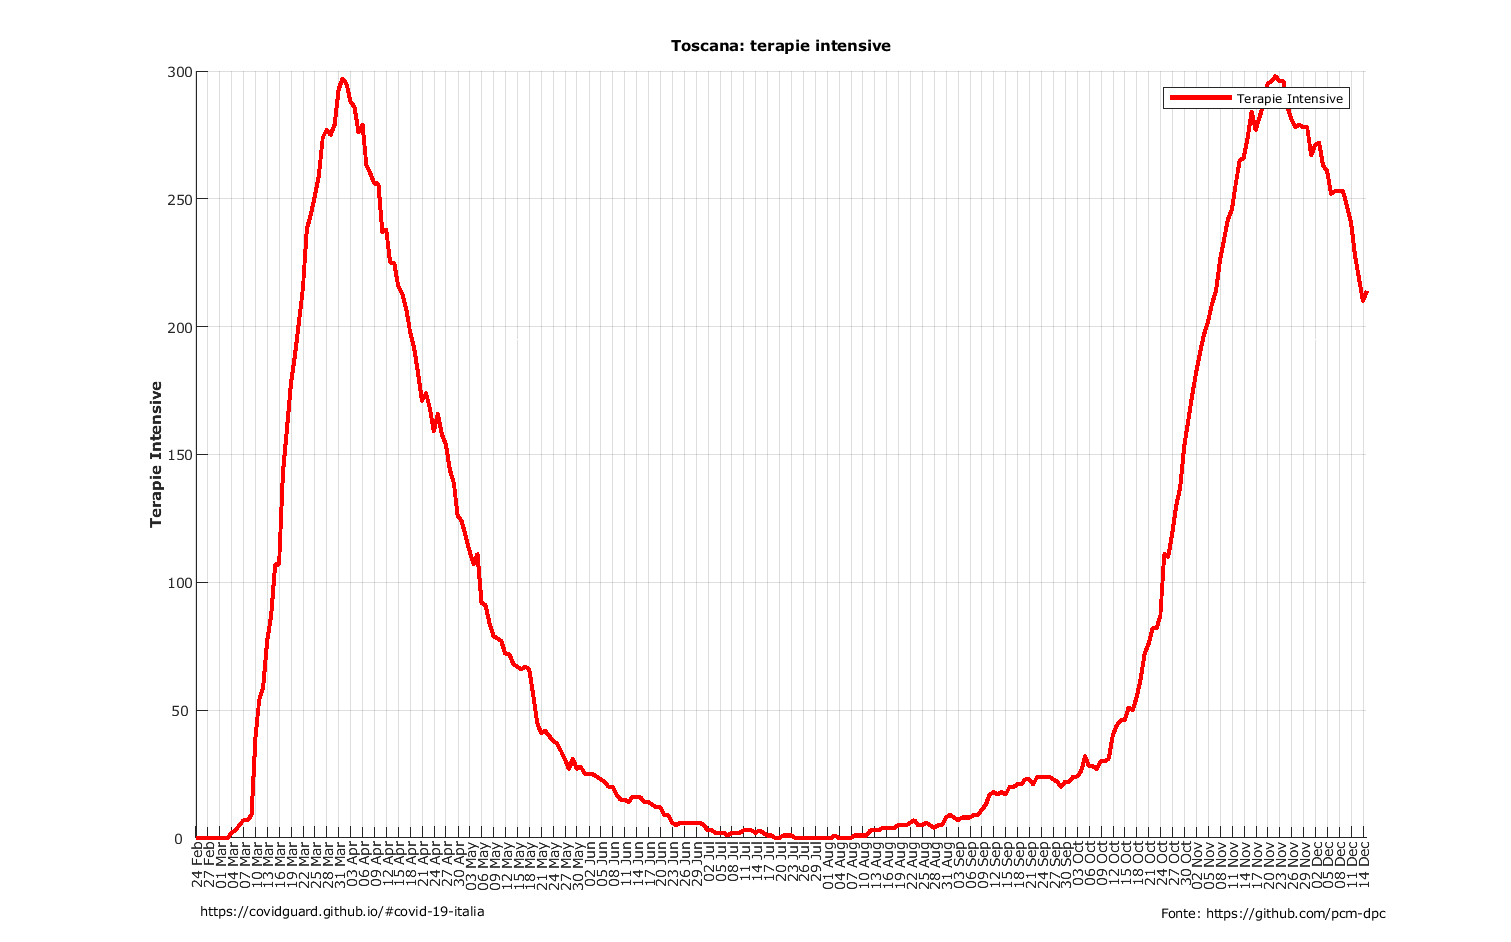 Toscana: terapie intensive
Terapie Intensive
Terapie Intensive
300
250
200
150
100
50
0
24 Feb
27 Feb
01 Mar
04 Mar
07 Mar
10 Mar
13 Mar
16 Mar
19 Mar
22 Mar
25 Mar
28 Mar
31 Mar
03 Apr
06 Apr
09 Apr
12 Apr
15 Apr
18 Apr
21 Apr
24 Apr
27 Apr
30 Apr
03 May
06 May
09 May
12 May
15 May
18 May
21 May
24 May
27 May
30 May
02 Jun
05 Jun
08 Jun
11 Jun
14 Jun
17 Jun
20 Jun
23 Jun
26 Jun
29 Jun
02 Jul
05 Jul
08 Jul
11 Jul
14 Jul
17 Jul
20 Jul
23 Jul
26 Jul
29 Jul
01 Aug
04 Aug
07 Aug
10 Aug
13 Aug
16 Aug
19 Aug
22 Aug
25 Aug
28 Aug
31 Aug
03 Sep
06 Sep
09 Sep
12 Sep
15 Sep
18 Sep
21 Sep
24 Sep
27 Sep
30 Sep
03 Oct
06 Oct
09 Oct
12 Oct
15 Oct
18 Oct
21 Oct
24 Oct
27 Oct
30 Oct
02 Nov
05 Nov
08 Nov
11 Nov
14 Nov
17 Nov
20 Nov
23 Nov
26 Nov
29 Nov
02 Dec
05 Dec
08 Dec
11 Dec
14 Dec
https://covidguard.github.io/#covid-19-italia
Fonte: https://github.com/pcm-dpc